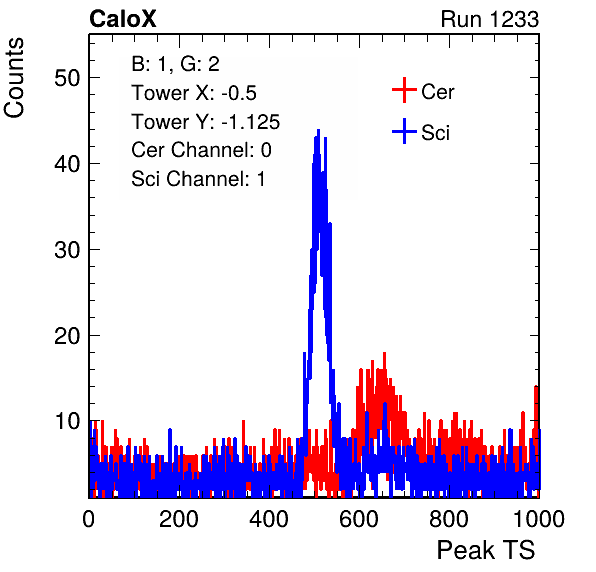 CaloX Run 1233
Counts
B: 1, G: 2
Tower X: -0.5
Tower Y: -1.125
Cer Channel: 0
Sci Channel: 1
Cer
Sci
50
40
30
20
10
0 200 400 600 800 1000
Peak TS